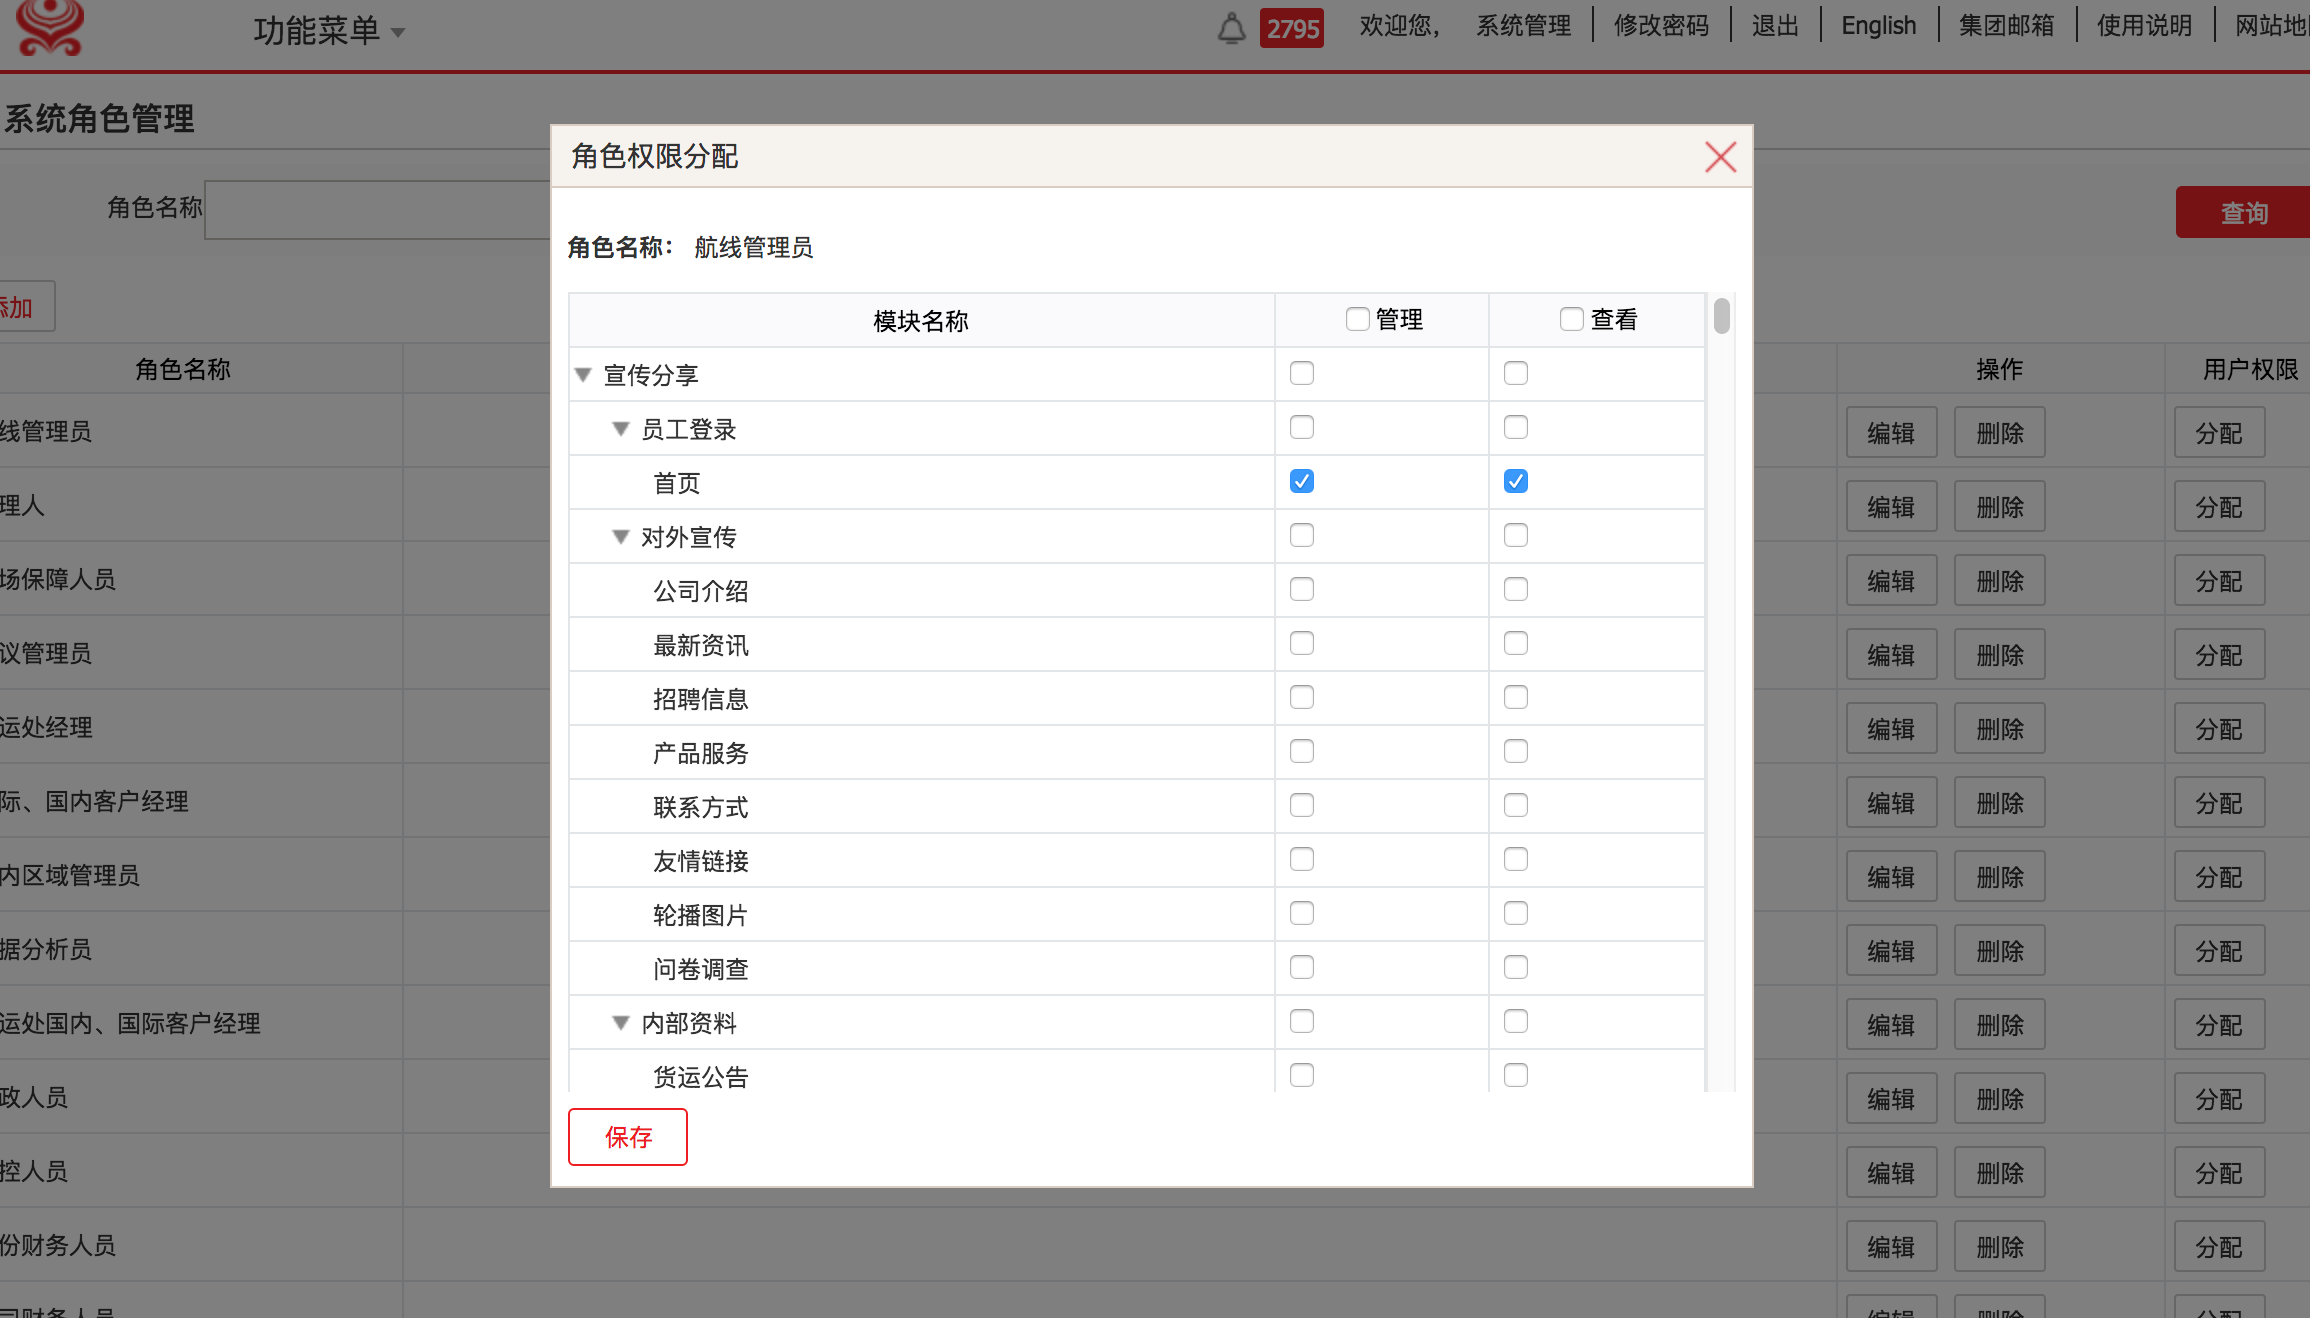 功能菜单
2795 欢迎您, 系统管理 修改密码 退出 English 集团邮箱 使用说明 网站地
系统角色管理
角色权限分配
角色名称
查询
角色名称： 航线管理员
添加
模块名称 管理 查看
角色名称 操作 用户权限
宣传分享
员工登录
线管理员 编辑 删除 分配
首页
理人 编辑 删除 分配
对外宣传
场保障人员 编辑 删除 分配
公司介绍
议管理员 编辑 删除 分配
最新资讯
招聘信息
运处经理 编辑 删除 分配
产品服务
际、国内客户经理 编辑 删除 分配
联系方式
友情链接
内区域管理员 编辑 删除 分配
轮播图片
据分析员 编辑 删除 分配
问卷调查
内部资料
运处国内、国际客户经理 编辑 删除 分配
货运公告
政人员 编辑 删除 分配
保存
控人员 编辑 删除 分配
份财务人员 编辑 删除 分配
司财务人员 编辑 删除 分配